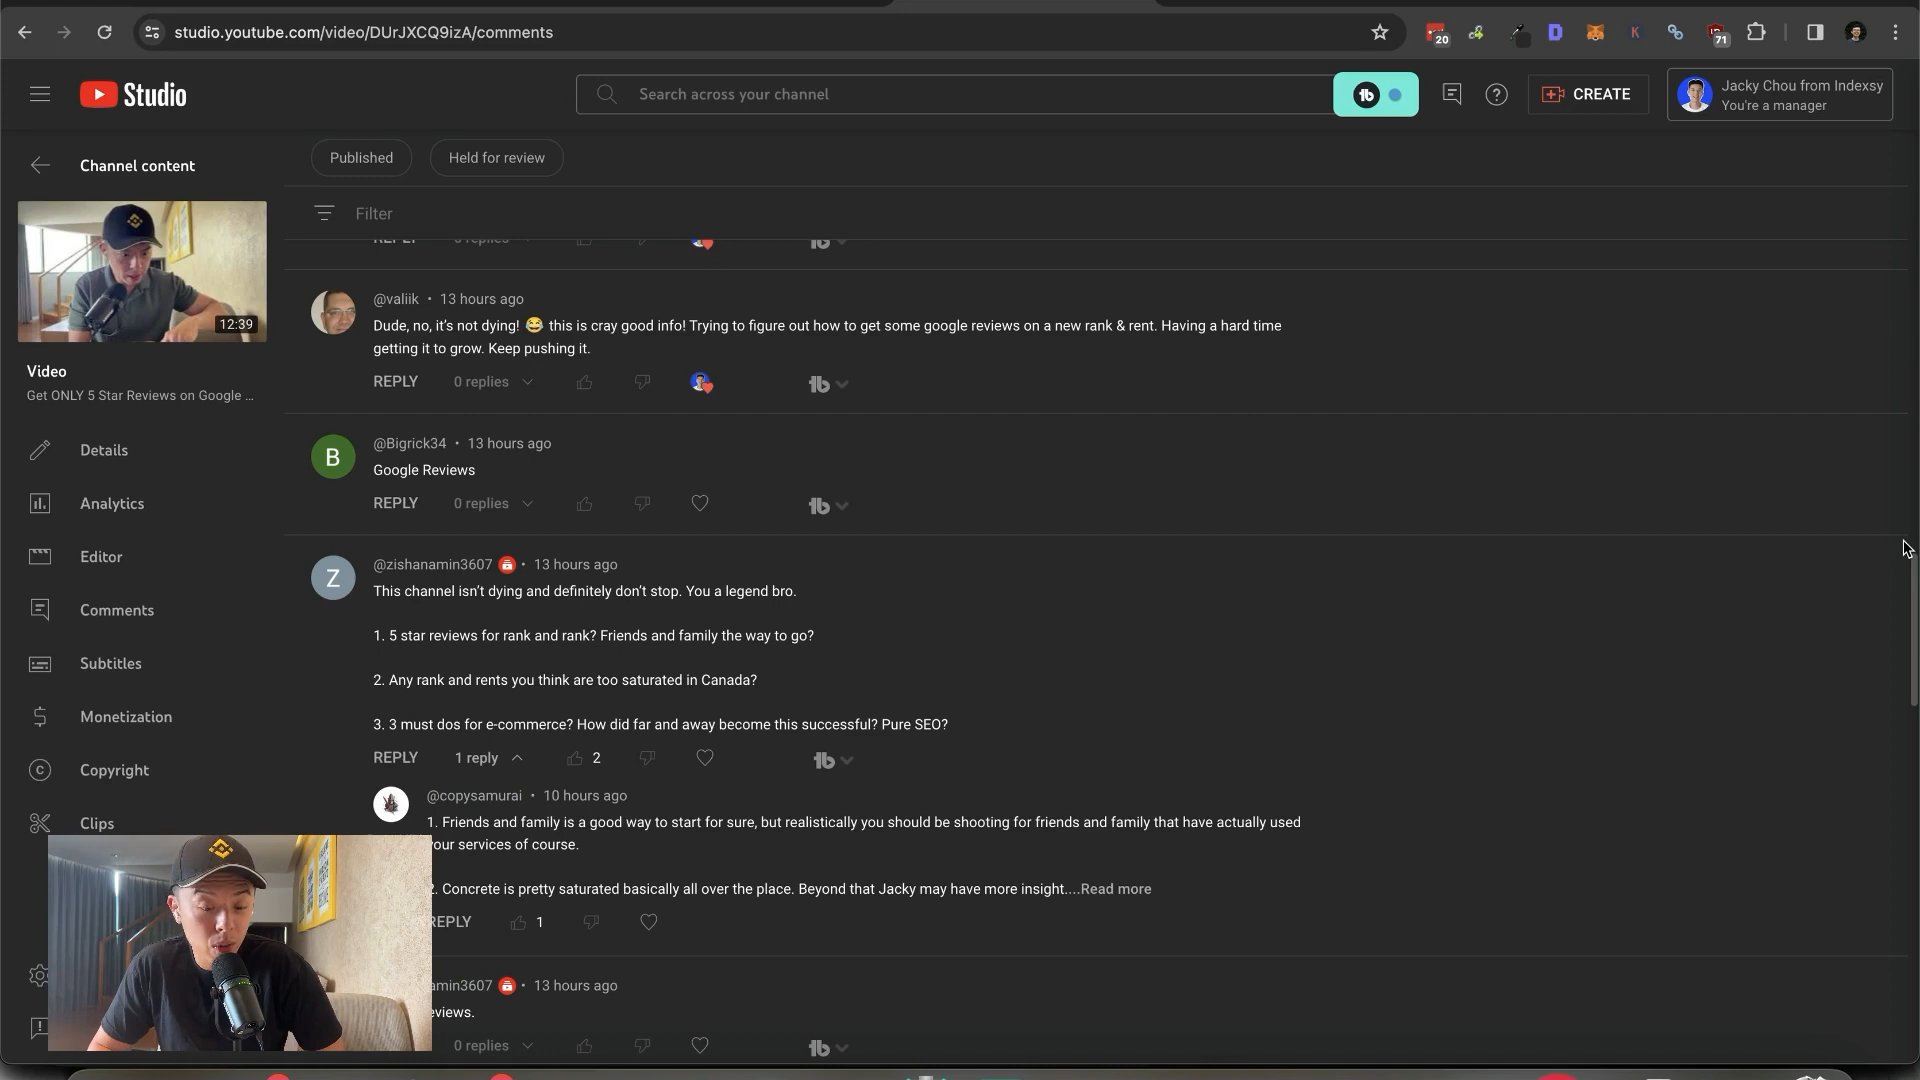 studio.youtube.com/video/DUrJXCQ9izA/comments
20
71
Studio
Search across your channel
CREATE
Jacky Chou from Indexsy
You're a manager
Channel content
12:39
Video
Get ONLY 5 Star Reviews on Google ...
Details
Analytics
Editor
Comments
Subtitles
Monetization
Copyright
Clips
Published
Held for review
Filter
REPLY 0 replies
@valiik • 13 hours ago
Dude, no, it's not dying! 😂 this is cray good info! Trying to figure out how to get some google reviews on a new rank & rent. Having a hard time
getting it to grow. Keep pushing it.
REPLY 0 replies
B
@Bigrick34 • 13 hours ago
Google Reviews
REPLY 0 replies
Z
@zishanamin3607 • 13 hours ago
This channel isn't dying and definitely don't stop. You a legend bro.
1. 5 star reviews for rank and rank? Friends and family the way to go?
2. Any rank and rents you think are too saturated in Canada?
3. 3 must dos for e-commerce? How did far and away become this successful? Pure SEO?
REPLY 1 reply 2
@copysamurai • 10 hours ago
1. Friends and family is a good way to start for sure, but realistically you should be shooting for friends and family that have actually used
our services of course.
2. Concrete is pretty saturated basically all over the place. Beyond that Jacky may have more insight....Read more
REPLY 1
amin3607 • 13 hours ago
eviews.
0 replies